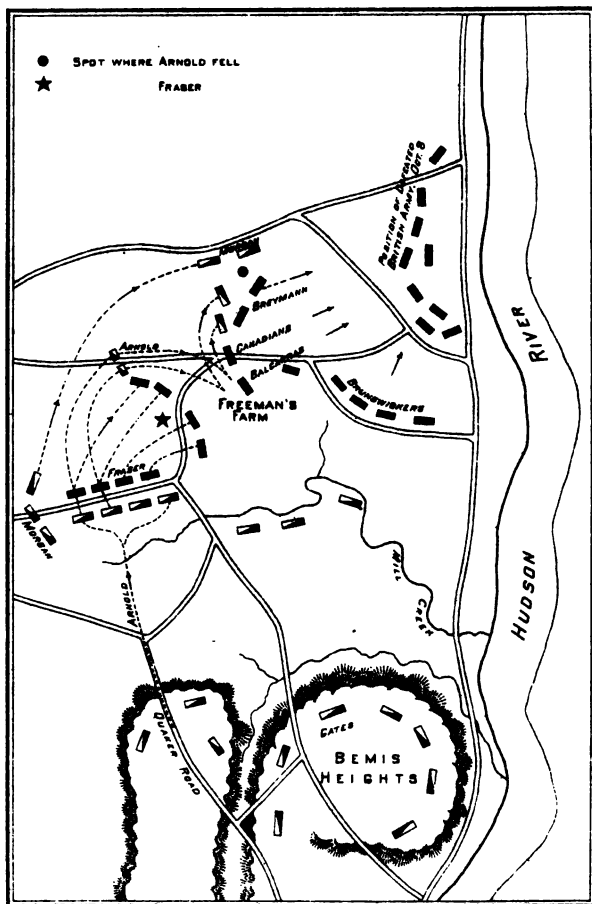 SPOT WHERE ARNOLD FELL
FRASER
POSITION OF DEFEATED
BRITISH ARMY. OCT. 8
MORGAN
BREYMANN
ARNOLD
CANADIANS
BALCARRAS
FREEMAN'S
FARM
BRUNSWICKERS
RIVER
FRASER
MORGAN
MILL
CREEK
ARNOLD
HUDSON
QUAKER ROAD
GATES
BEMIS
HEIGHTS